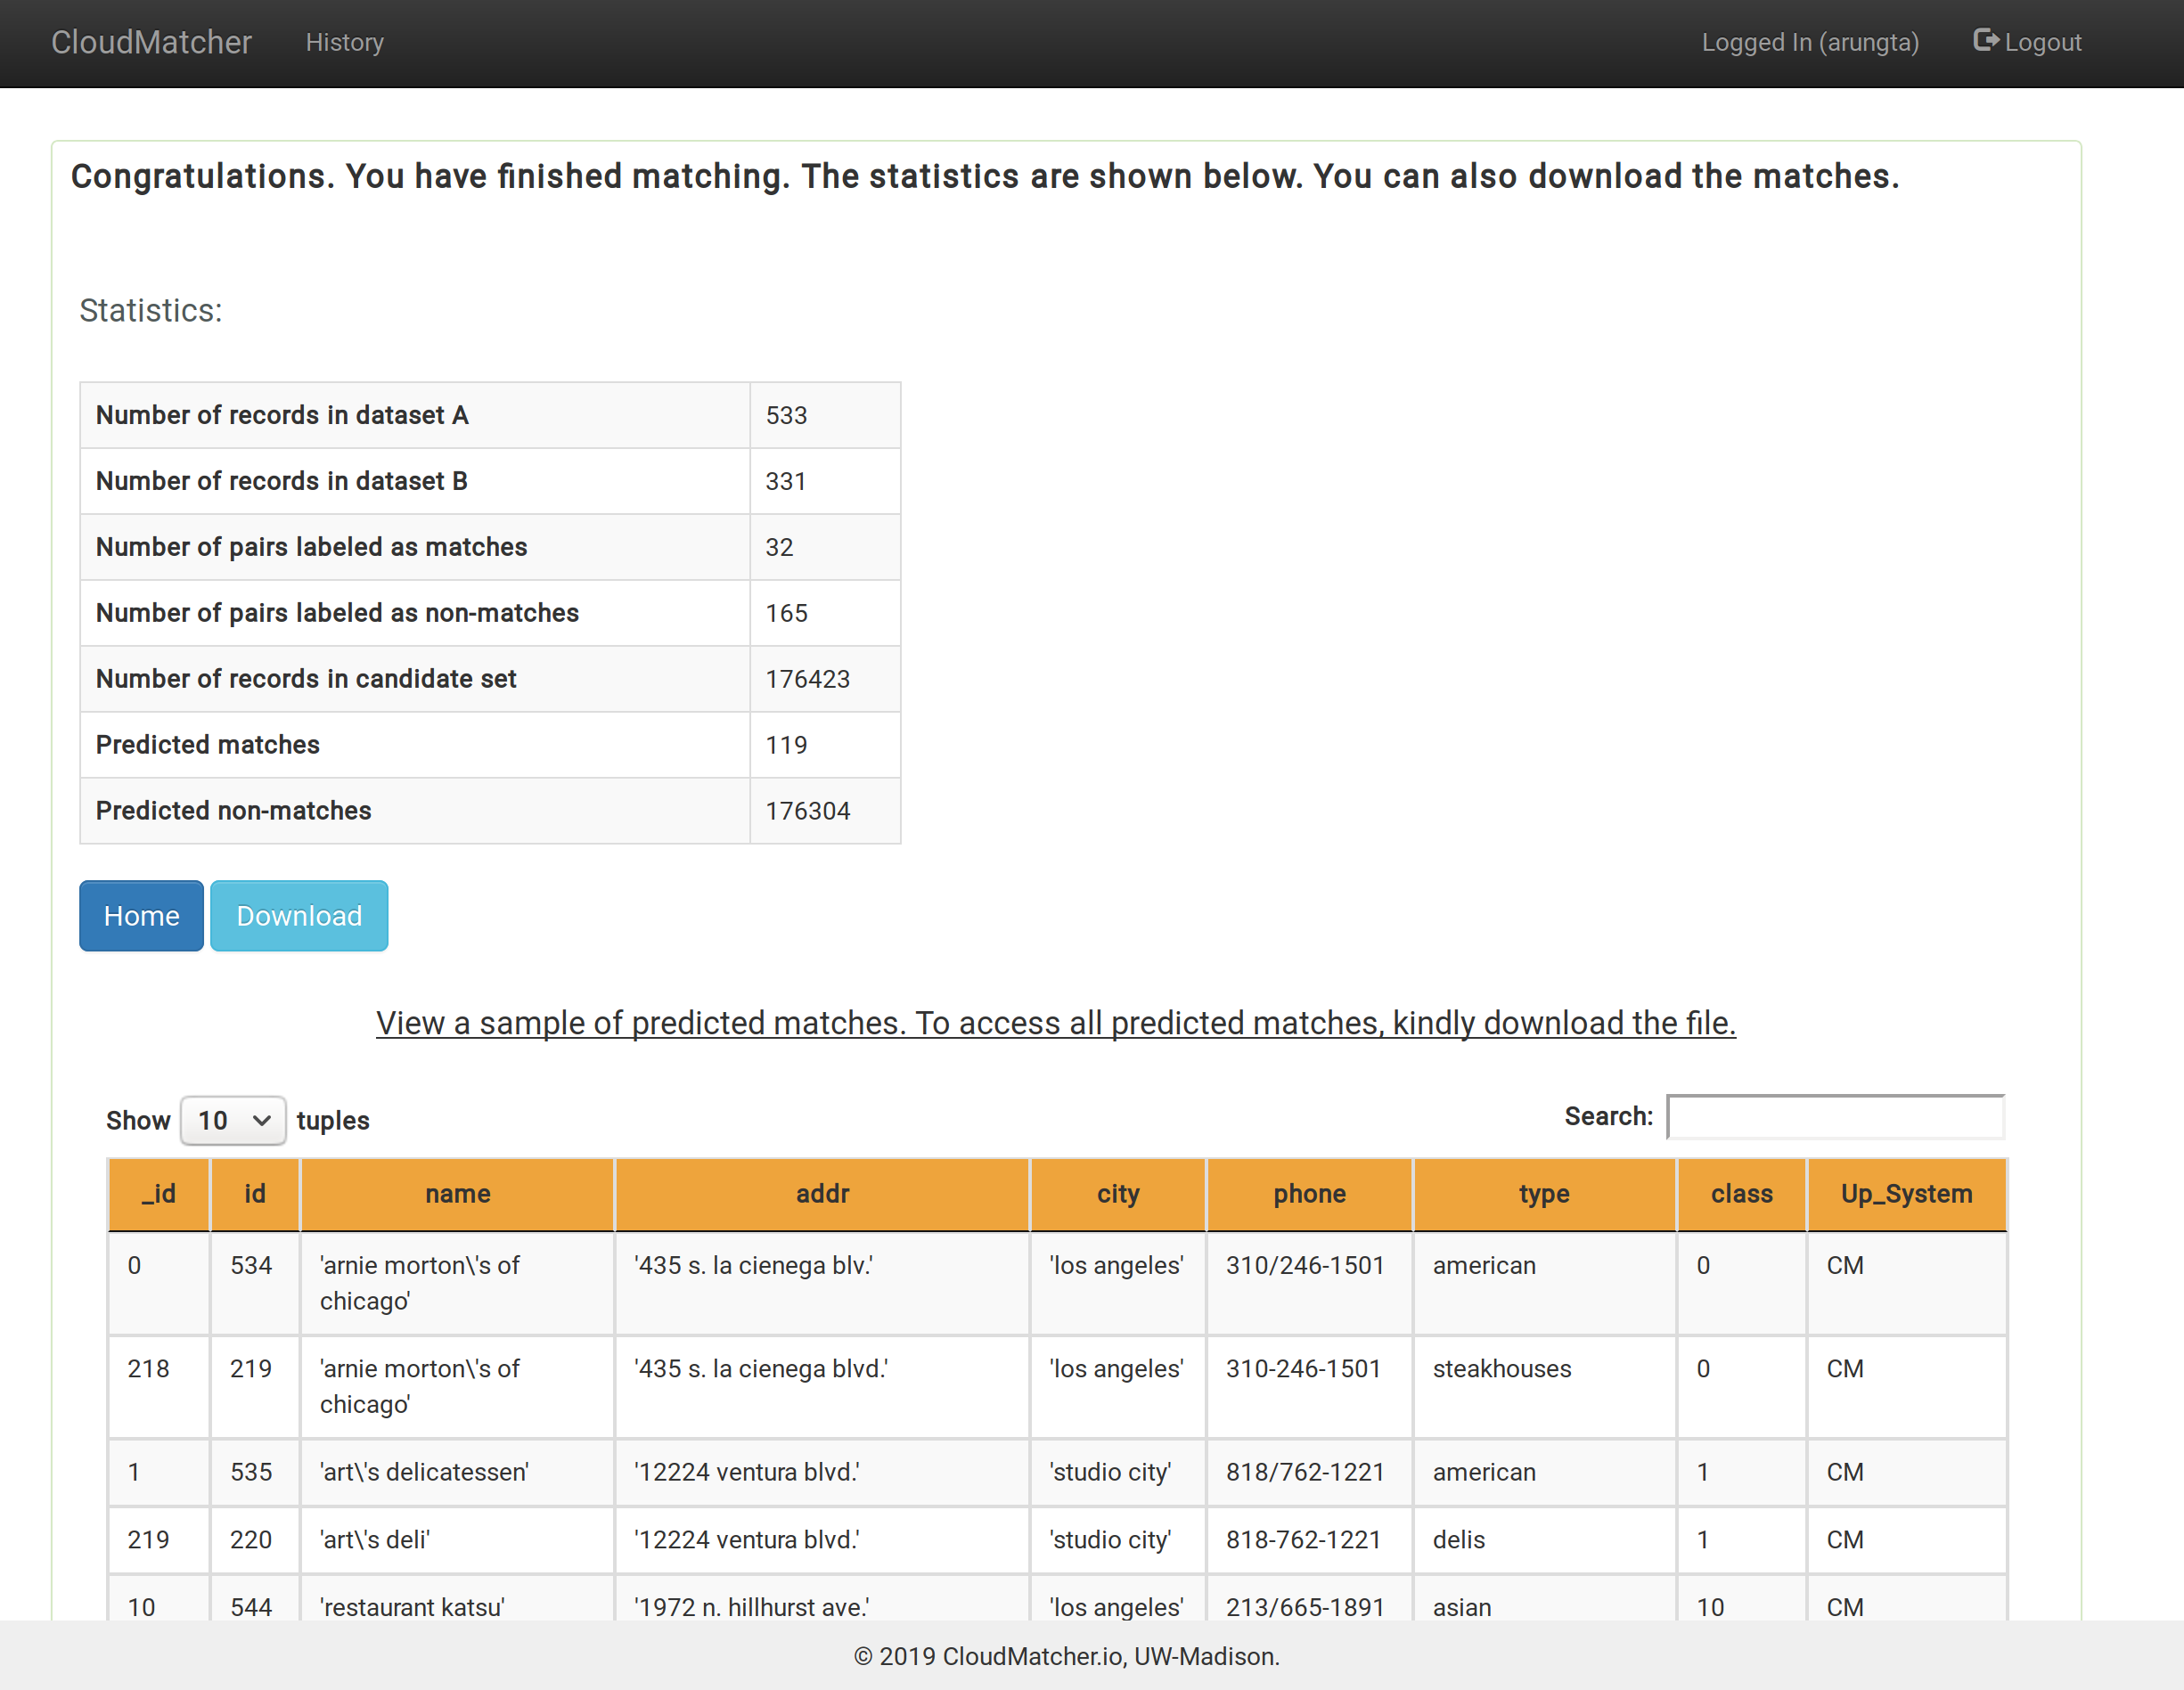 CloudMatcher History Logged In (arungta) Logout
Congratulations. You have finished matching. The statistics are shown below. You can also download the matches.
Statistics:
Number of records in dataset A 533
Number of records in dataset B 331
Number of pairs labeled as matches 32
Number of pairs labeled as non-matches 165
Number of records in candidate set 176423
Predicted matches 119
Predicted non-matches 176304
Home Download
View a sample of predicted matches. To access all predicted matches, kindly download the file.
Show 10 tuples Search:
_id id name addr city phone type class Up_System
0 534 'arnie morton\'s of '435 s. la cienega blv.' 'los angeles' 310/246-1501 american 0 CM
chicago'
218 219 'arnie morton\'s of '435 s. la cienega blvd.' 'los angeles' 310-246-1501 steakhouses 0 CM
chicago'
1 535 'art\'s delicatessen' '12224 ventura blvd.' 'studio city' 818/762-1221 american 1 CM
219 220 'art\'s deli' '12224 ventura blvd.' 'studio city' 818-762-1221 delis 1 CM
10 544 'restaurant katsu' '1972 n. hillhurst ave.' 'los angeles' 213/665-1891 asian 10 CM
© 2019 CloudMatcher.io, UW-Madison.